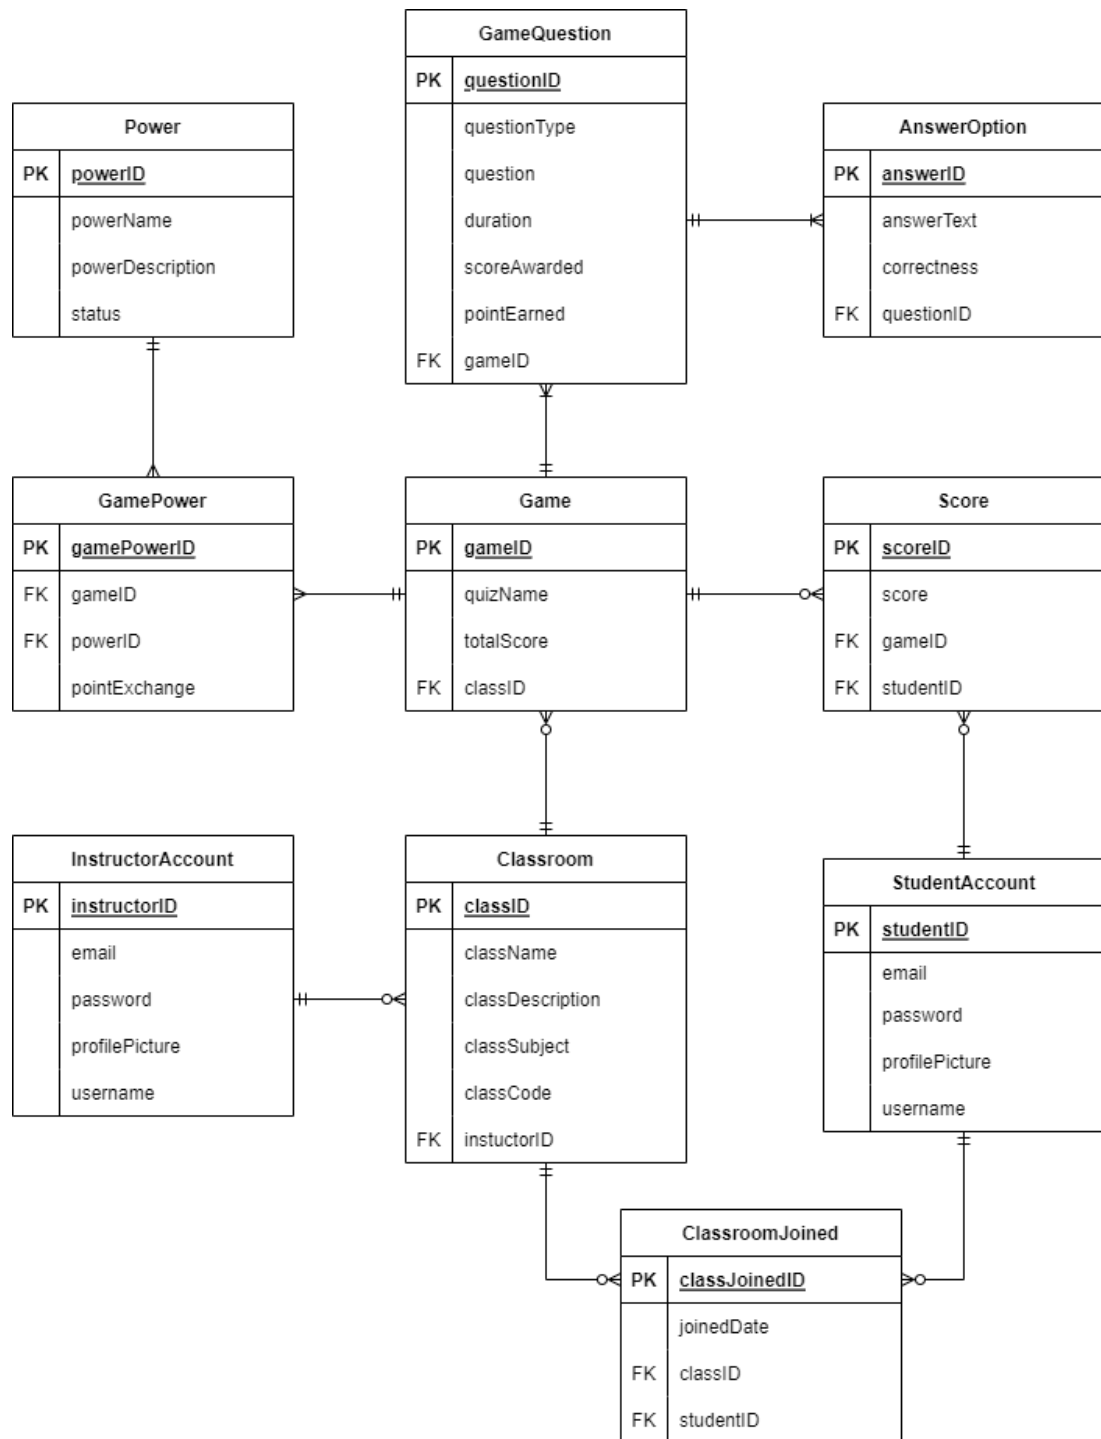 GameQuestion
PK questionID
questionType
question
duration
scoreAwarded
pointEarned
FK gameID
Power
PK powerID
powerName
powerDescription
status
AnswerOption
PK answerID
answerText
correctness
FK questionID
GamePower
PK gamePowerID
FK gameID
FK powerID
pointExchange
Game
PK gameID
quizName
totalScore
FK classID
Score
PK scoreID
score
FK gameID
FK studentID
InstructorAccount
PK instructorID
email
password
profilePicture
username
Classroom
PK classID
className
classDescription
classSubject
classCode
FK instuctorID
StudentAccount
PK studentID
email
password
profilePicture
username
ClassroomJoined
PK classJoinedID
joinedDate
FK classID
FK studentID